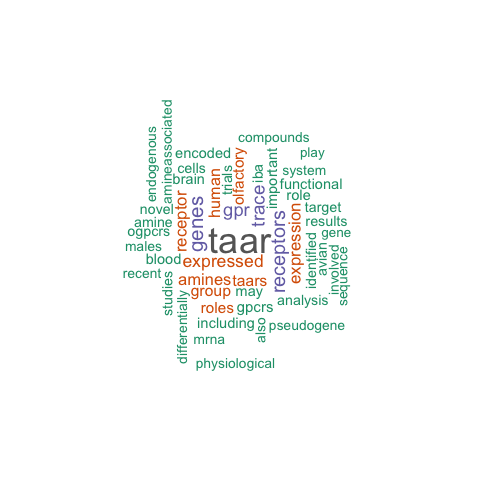 compounds
encoded
play
cells
olfactory
iba
important
system
endogenous
amineassociated
brain
human
trials
trace
functional
role
novel
receptor
genes
gpr
target
amine
results
ogpcrs
taar
receptors
expression
gene
males
identified
avian
involved
sequence
blood
expressed
recent
studies
amines
taars
group
may
analysis
differentially
roles
gpcrs
including
also
pseudogene
mrna
physiological